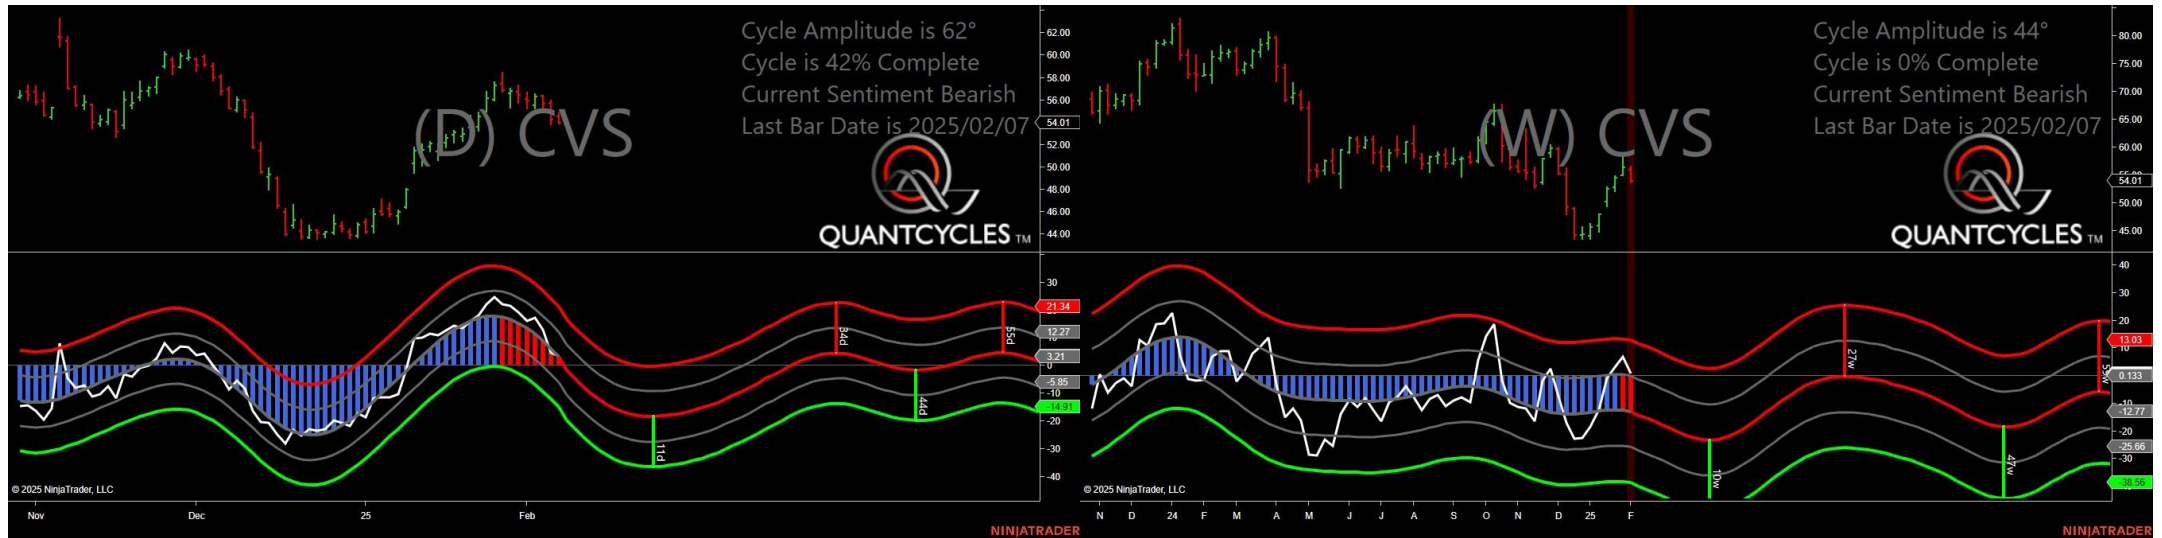 Cycle Amplitude is 62°
Cycle is 42% Complete
Current Sentiment Bearish
Last Bar Date is 2025/02/07
(D) CVS
QUANTCYCLES TM
62.00
60.00
58.00
56.00
54.01
52.00
50.00
48.00
46.00
44.00
30
21.34
12.27
3.21
0
-5.85
-10
-14.91
-20
-30
-40
34d
55d
44d
11d
© 2025 NinjaTrader, LLC
Nov Dec 25 Feb
NINJATRADER
Cycle Amplitude is 44°
Cycle is 0% Complete
Current Sentiment Bearish
Last Bar Date is 2025/02/07
(W) CVS
QUANTCYCLES TM
80.00
75.00
70.00
65.00
60.00
54.01
50.00
45.00
40
30
20
13.03
0.133
-12.77
-20
-25.66
-30
-38.56
27w
47w
10w
© 2025 NinjaTrader, LLC
N D 24 F M A M J J A S O N D 25 F
NINJATRADER